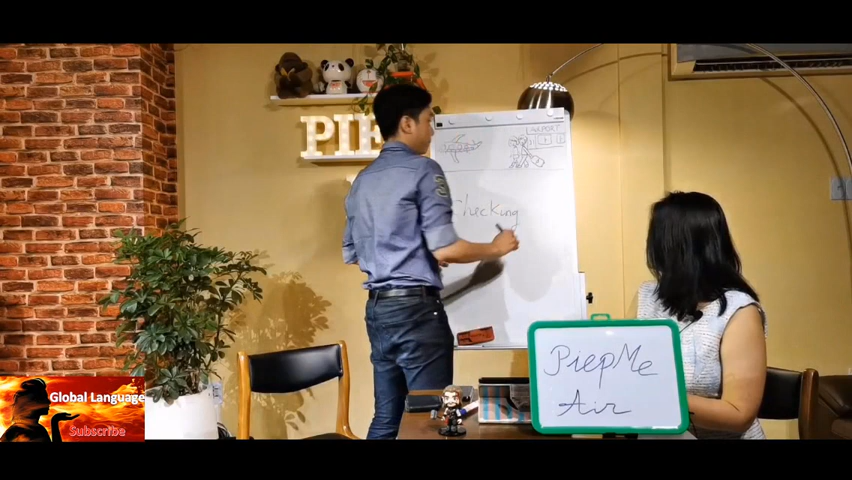 PIE
AIRPORT
Checking
PiepMe
Air
Global Language
Subscribe